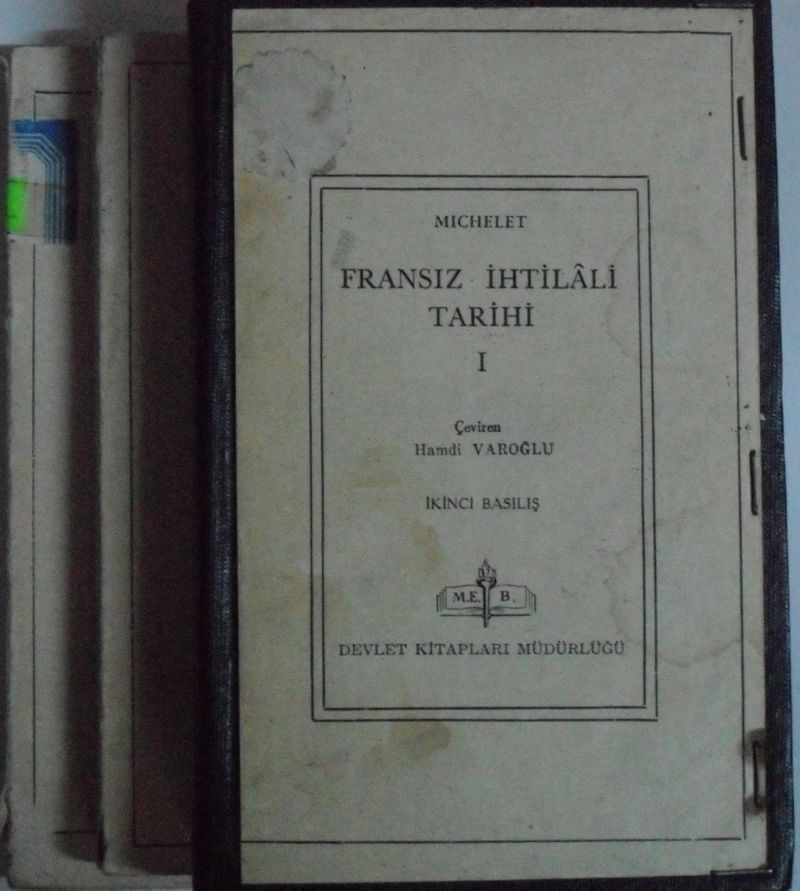 MICHELET
FRANSIZ İHTİLÂLİ
TARİHİ
I
Çeviren
Hamdi VAROĞLU
İKİNCİ BASILIŞ
M.E. B.
DEVLET KİTAPLARI MÜDÜRLÜĞÜ